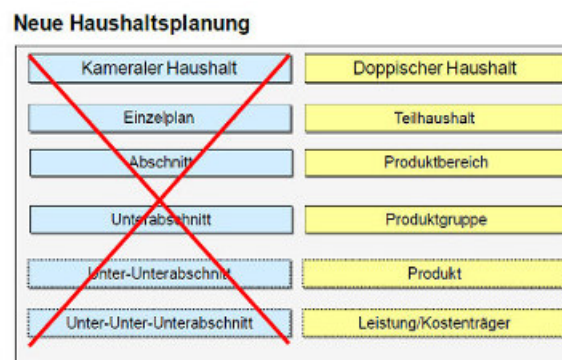 Neue Haushaltsplanung
Kameraler Haushalt Doppischer Haushalt
Einzelplan Teilhaushalt
Abschnitt Produktbereich
Unterabschnitt Produktgruppe
Unter-Unterabschnitt Produkt
Unter-Unter-Unterabschnitt Leistung/Kostenträger